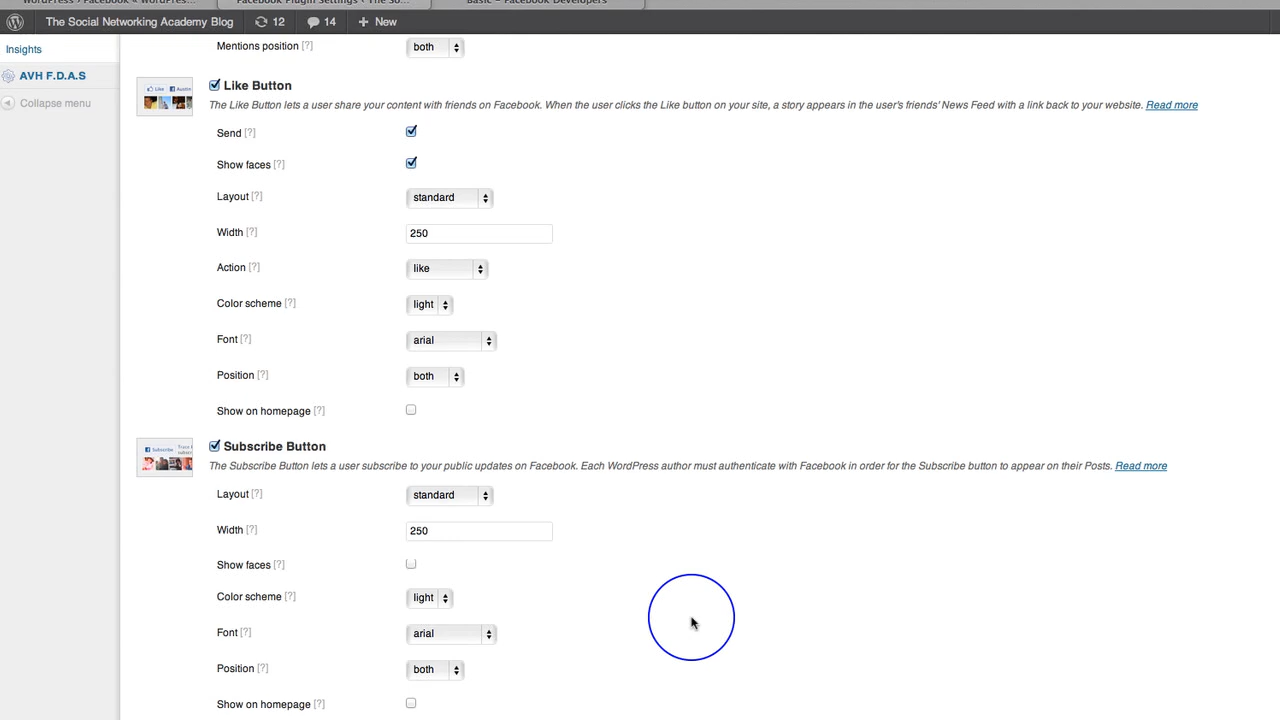 WordPress › Facebook « WordPres...
Facebook Plugin Settings ‹ The So...
Basic – Facebook Developers
The Social Networking Academy Blog 12 14 + New
Insights
AVH F.D.A.S
Collapse menu
Mentions position [?] both
Like Button
The Like Button lets a user share your content with friends on Facebook. When the user clicks the Like button on your site, a story appears in the user's friends' News Feed with a link back to your website. Read more
Send [?]
Show faces [?]
Layout [?] standard
Width [?] 250
Action [?] like
Color scheme [?] light
Font [?] arial
Position [?] both
Show on homepage [?]
Subscribe Button
The Subscribe Button lets a user subscribe to your public updates on Facebook. Each WordPress author must authenticate with Facebook in order for the Subscribe button to appear on their Posts. Read more
Layout [?] standard
Width [?] 250
Show faces [?]
Color scheme [?] light
Font [?] arial
Position [?] both
Show on homepage [?]